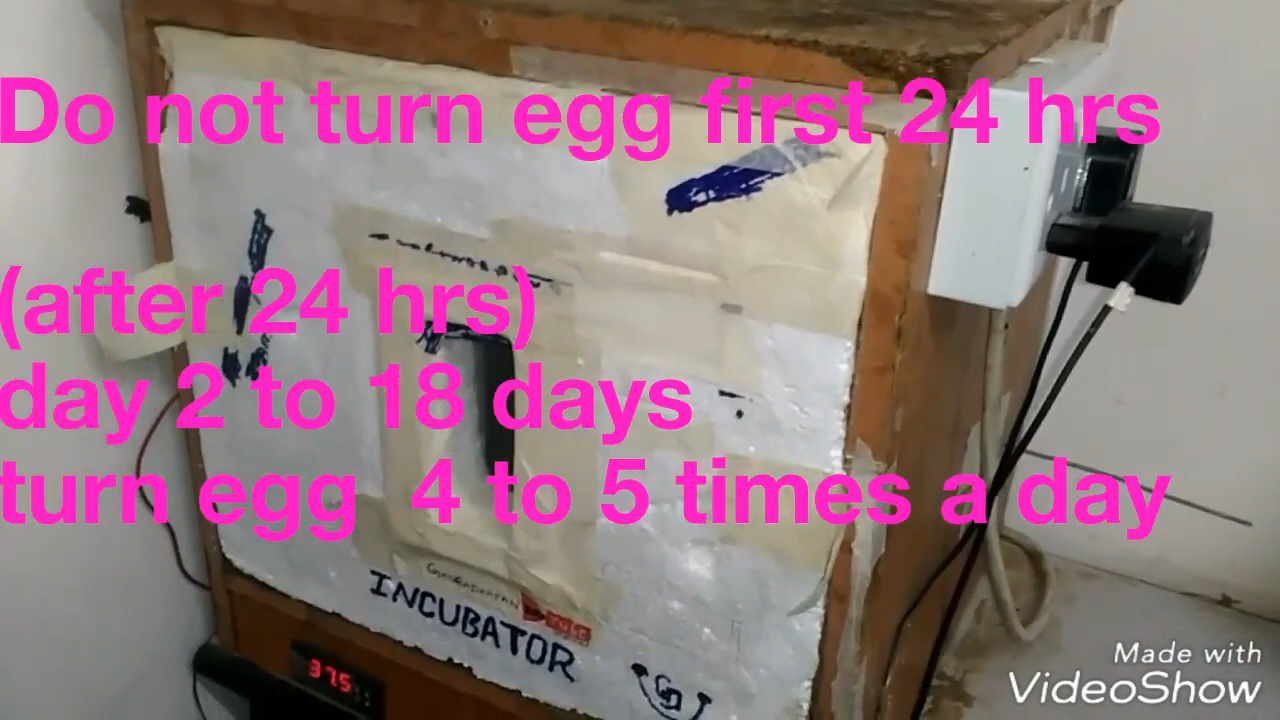 Do not turn egg first 24 hrs
(after 24 hrs)
day 2 to 18 days
turn egg  4 to 5 times a day
INCUBATOR
37.5
Made with
VideoShow